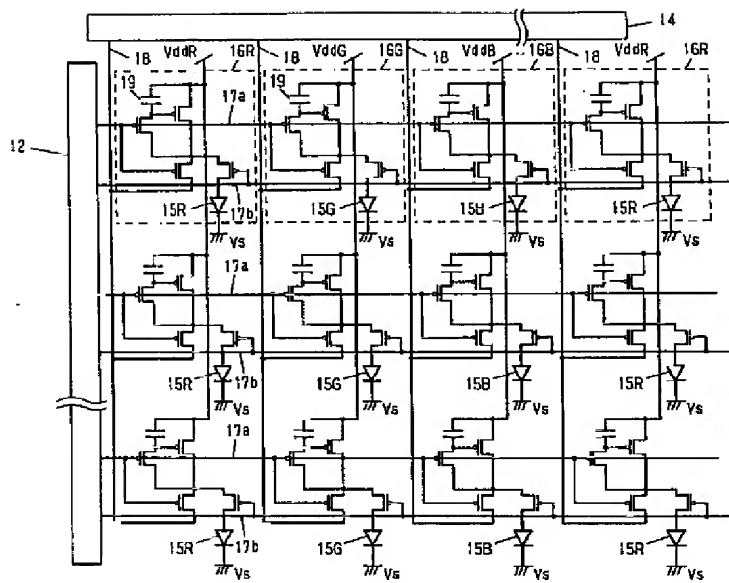 14
18 VddR 16R 18 VddG 16G 18 VddB 16B 18 VddR 16R
19 19
17a
12
17b
15R 15G 15B 15R
Vs Vs Vs Vs
17a
17b
15R 15G 15B 15R
Vs Vs Vs Vs
17a
15R 17b 15G 15B 15R
Vs Vs Vs Vs